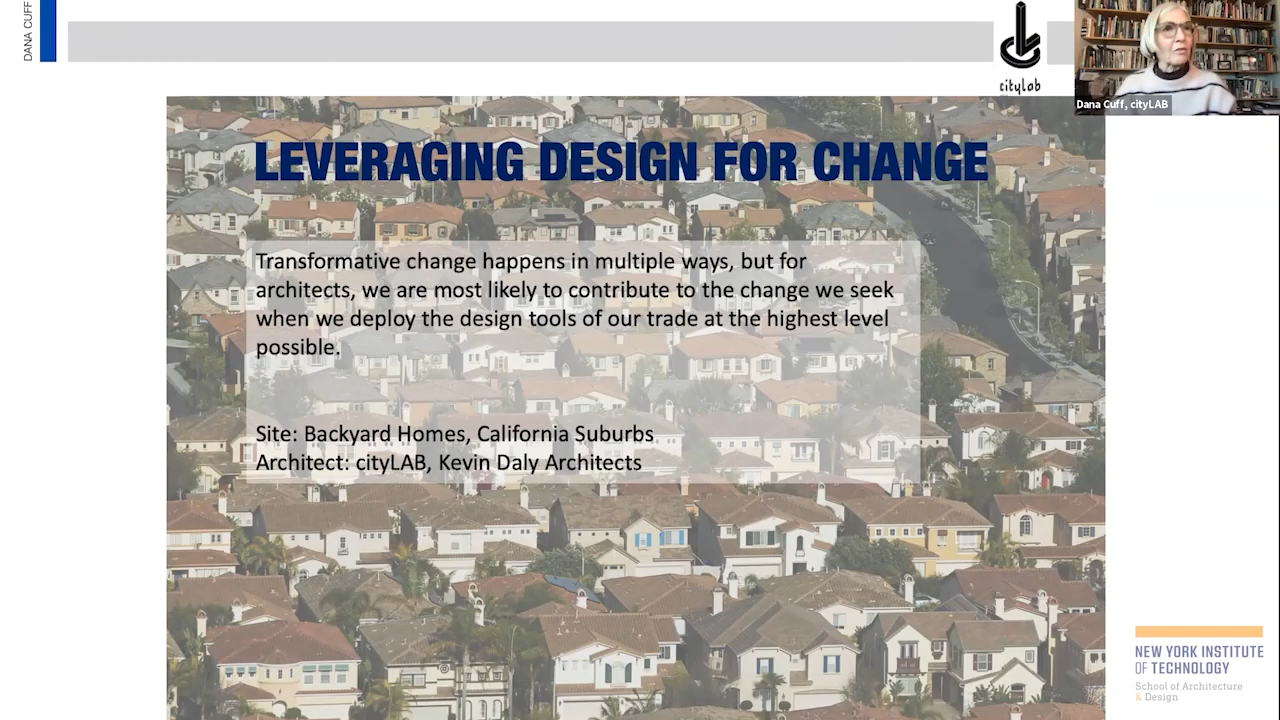 DANA CUFF
cityLab
Dana Cuff, cityLAB
LEVERAGING DESIGN FOR CHANGE
Transformative change happens in multiple ways, but for
architects, we are most likely to contribute to the change we seek
when we deploy the design tools of our trade at the highest level
possible.
Site: Backyard Homes, California Suburbs
Architect: cityLAB, Kevin Daly Architects
NEW YORK INSTITUTE
OF TECHNOLOGY
School of Architecture
& Design